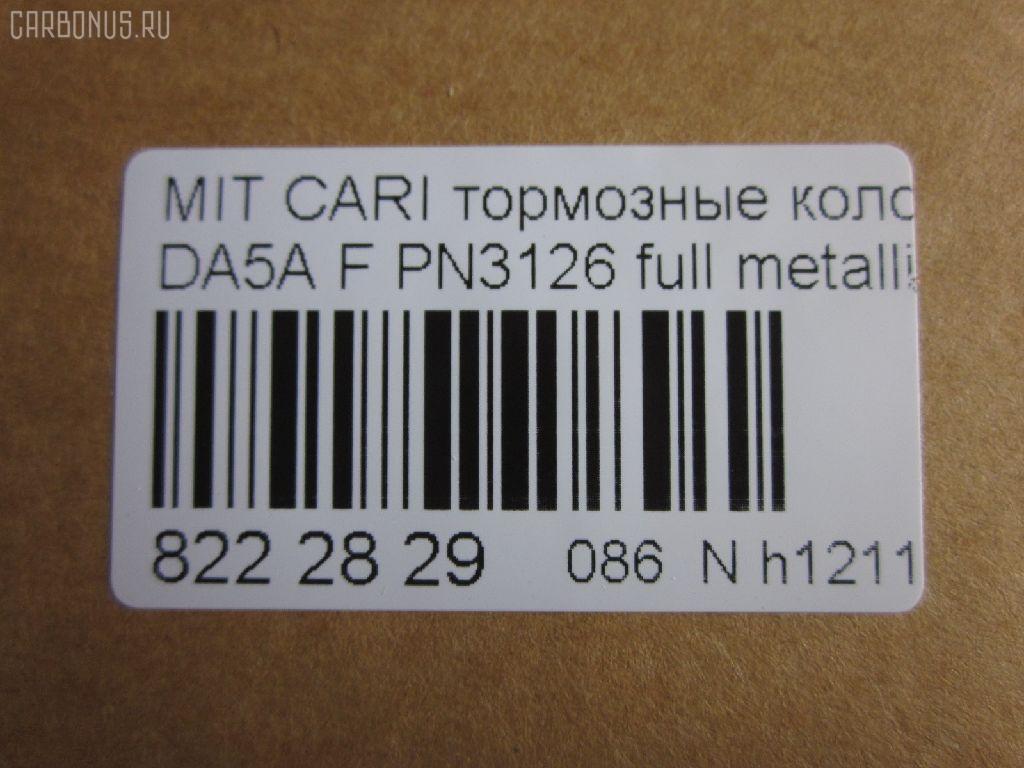 CARBONUS.RU
MIT CARI тормозные коло
DA5A F PN3126 full metalli
822 28 29 086 N h1211